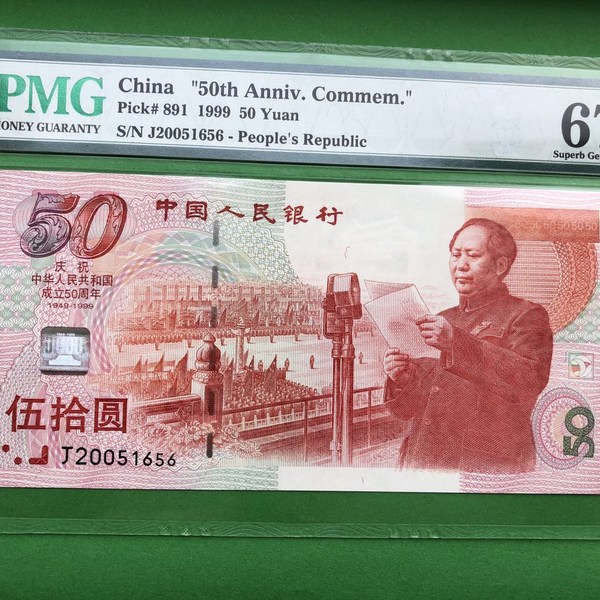 PMG
MONEY GUARANTY
China "50th Anniv. Commem."
Pick# 891 1999 50 Yuan
S/N J20051656 - People's Republic
67
Superb Ge
50
中国人民银行
庆祝
中华人民共和国
成立50周年
1949-1999
伍拾圆
J20051656
50